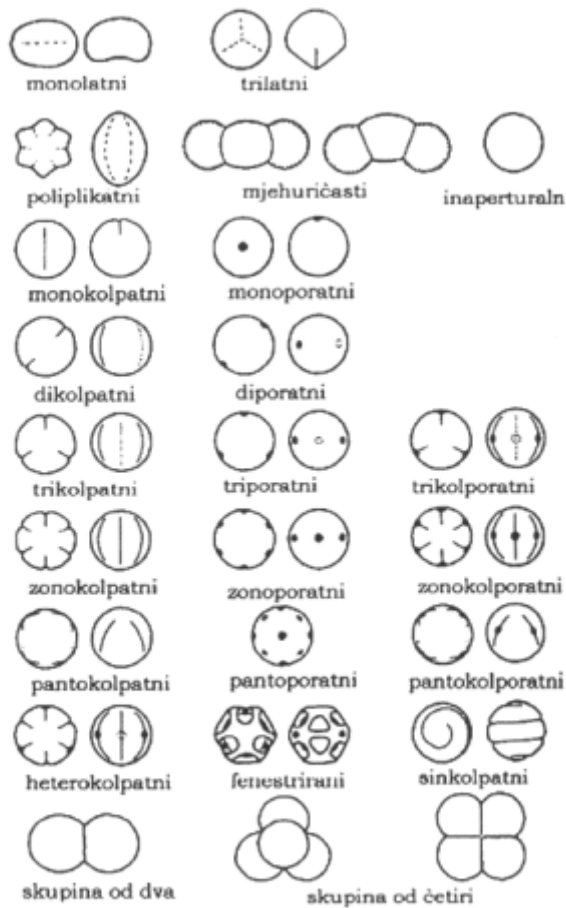 monolatni
trilatni
poliplikatni
mjehuričasti
inaperturaln
monokolpatni
monoporatni
dikolpatni
diporatni
trikolpatni
triporatni
trikolporatni
zonokolpatni
zonoporatni
zonokolporatni
pantokolpatni
pantoporatni
pantokolporatni
heterokolpatni
fenestrirani
sinkolpatni
skupina od dva
skupina od četiri